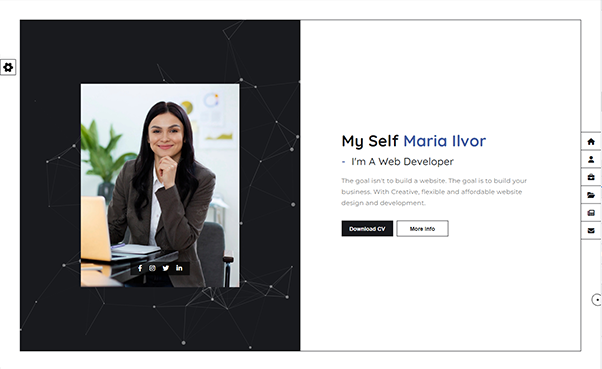 My Self Maria Ilvor
- I'm A Web Developer
The goal isn't to build a website. The goal is to build your
business. With Creative, flexible and affordable website
design and development.
Download CV
More Info